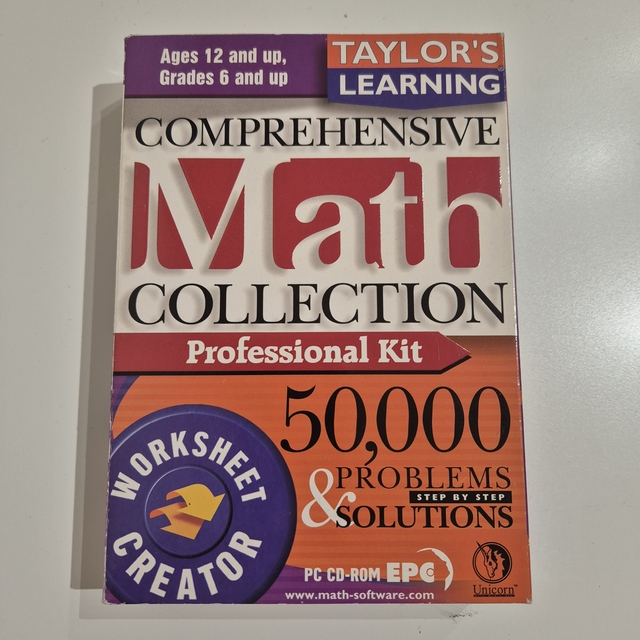 Ages 12 and up,
Grades 6 and up
TAYLOR'S
LEARNING®
COMPREHENSIVE
Math
COLLECTION
Professional Kit
50,000
& PROBLEMS
STEP BY STEP
SOLUTIONS
WORKSHEET
CREATOR
PC CD-ROM EPC
www.math-software.com
Unicorn™